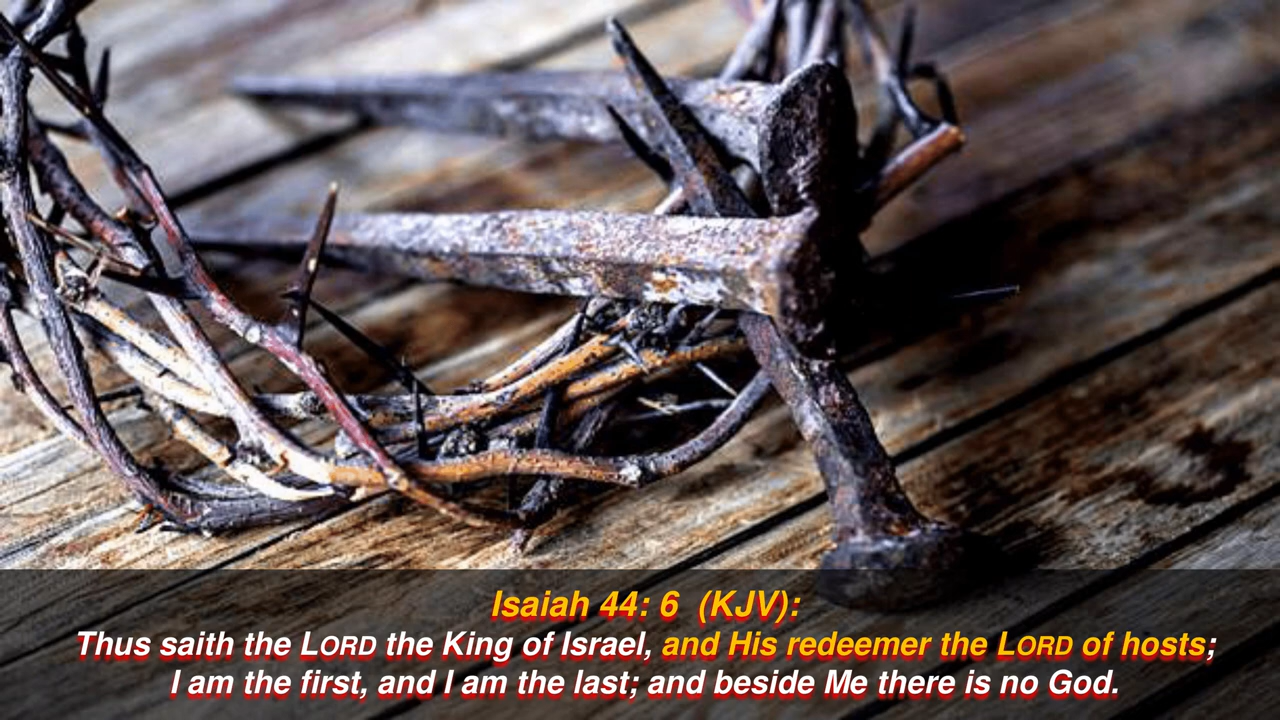 Isaiah 44: 6  (KJV):
Thus saith the LORD the King of Israel, and His redeemer the LORD of hosts;
I am the first, and I am the last; and beside Me there is no God.